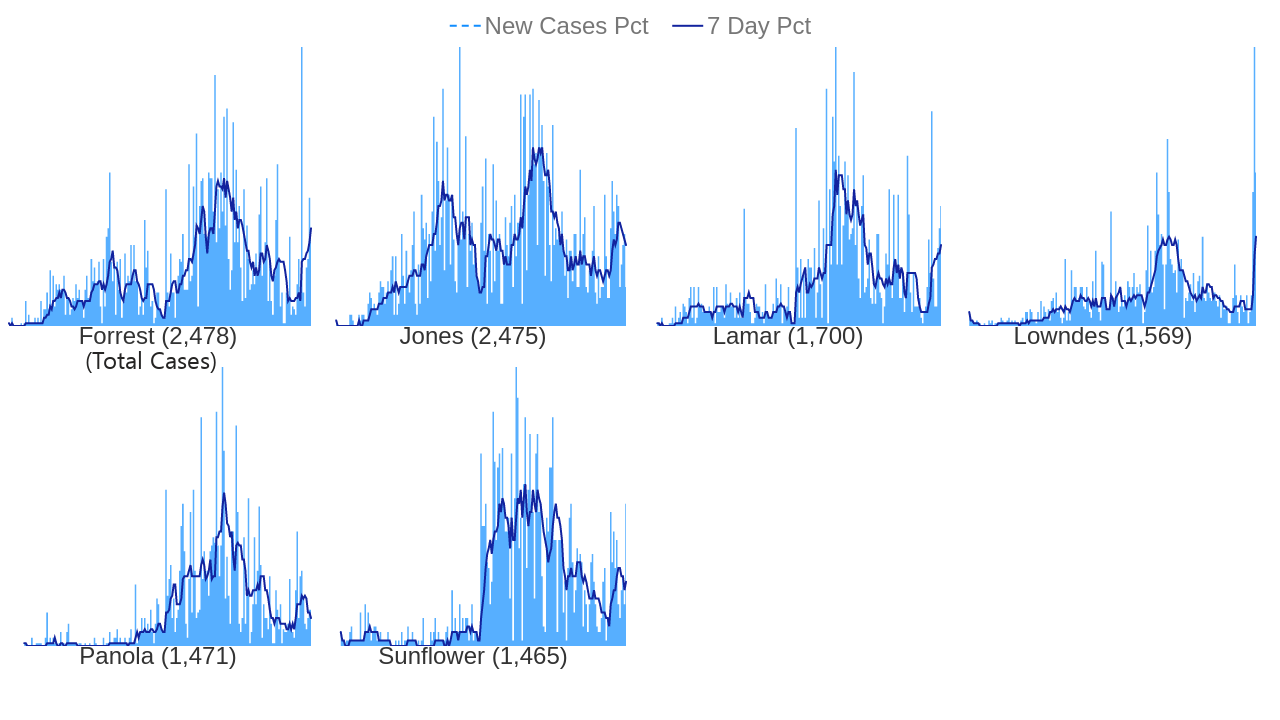 New Cases Pct 7 Day Pct
Forrest (2,478) Jones (2,475) Lamar (1,700) Lowndes (1,569)
(Total Cases)
Panola (1,471) Sunflower (1,465)